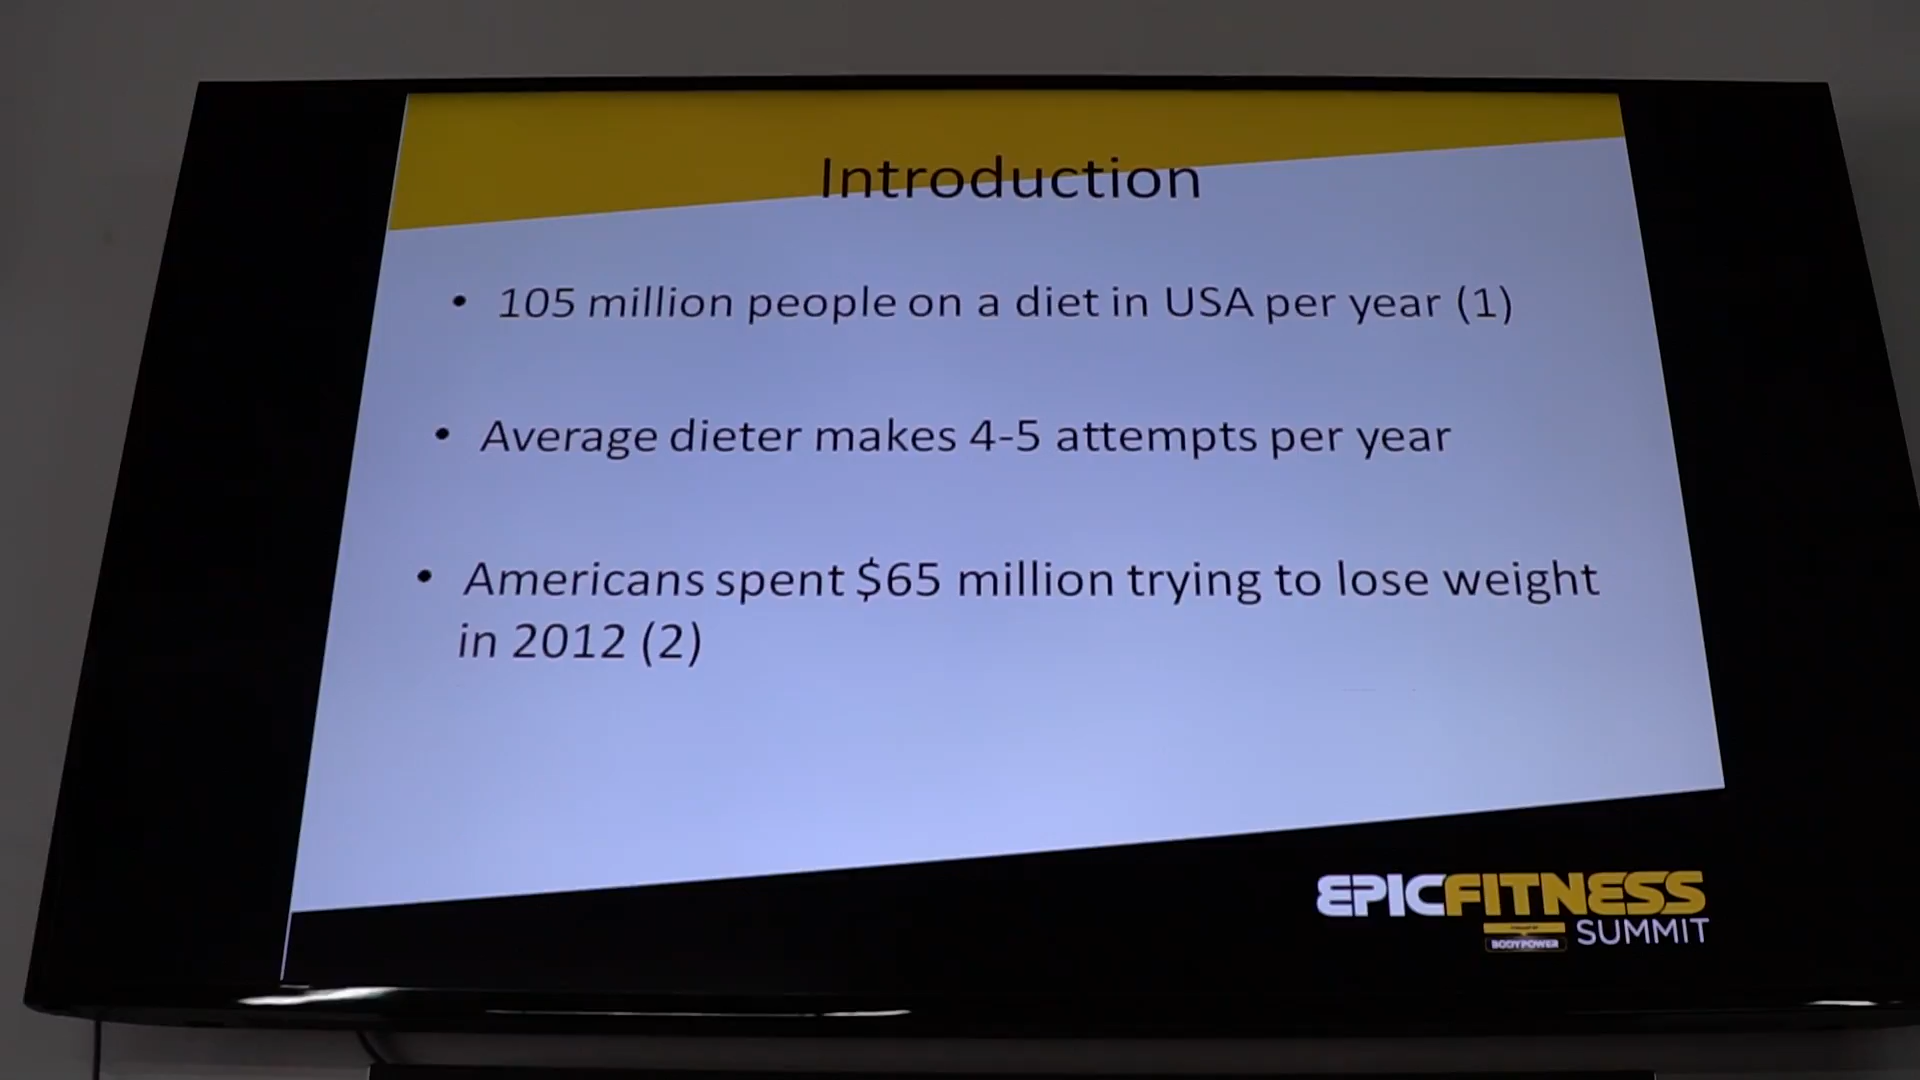 Introduction
• 105 million people on a diet in USA per year (1)
• Average dieter makes 4-5 attempts per year
• Americans spent $65 million trying to lose weight
in 2012 (2)
EPICFITNESS
SUMMIT
BODYPOWER